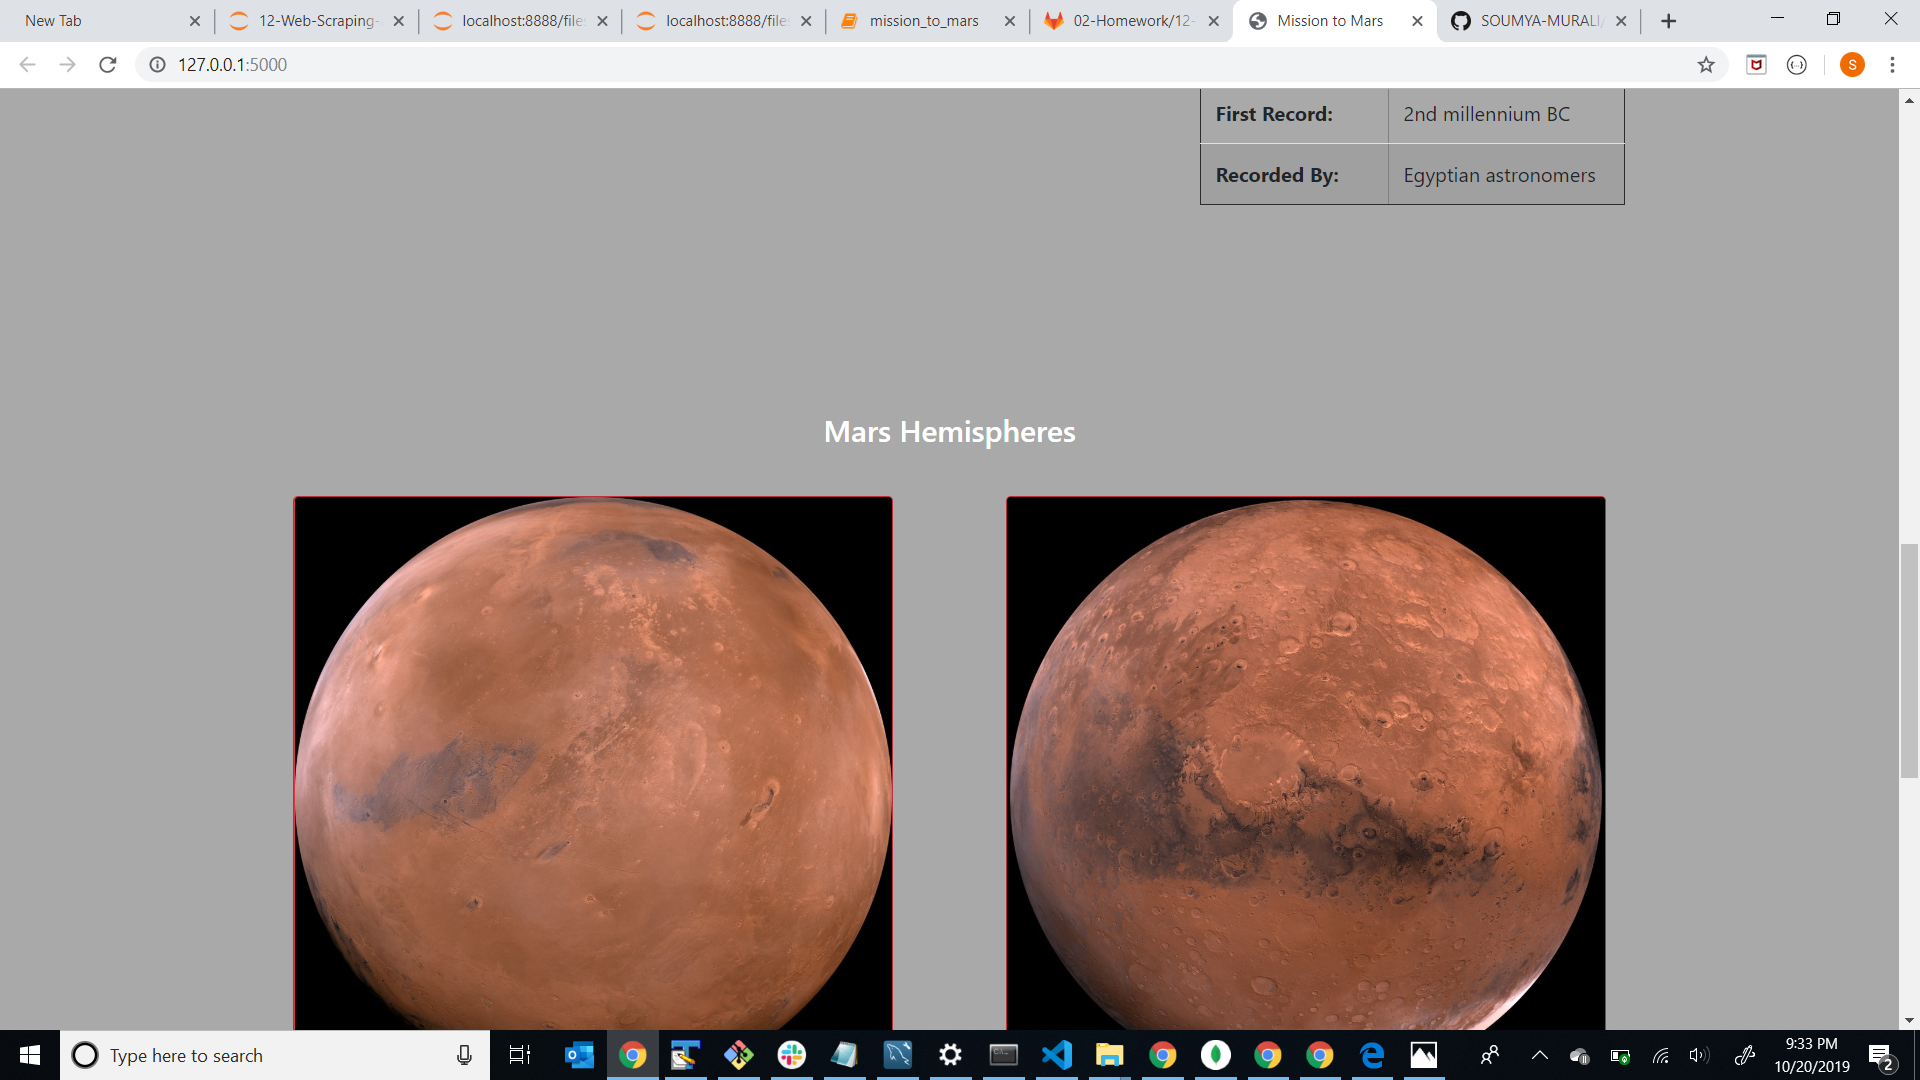 New Tab
12-Web-Scraping-
localhost:8888/file
localhost:8888/file
mission_to_mars
02-Homework/12-
Mission to Mars
SOUMYA-MURALI/
127.0.0.1:5000
S
First Record: 2nd millennium BC
Recorded By: Egyptian astronomers
Mars Hemispheres
Type here to search
9:33 PM
10/20/2019
2